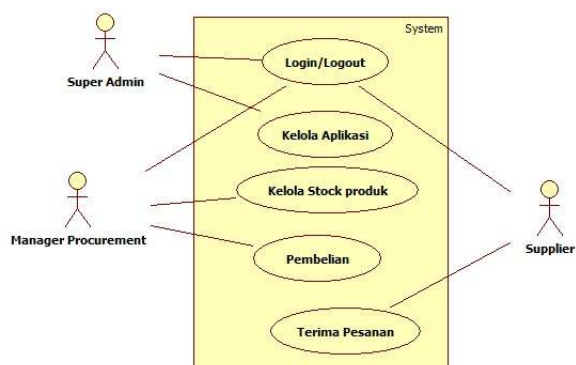 System
Login/Logout
Super Admin
Kelola Aplikasi
Kelola Stock produk
Manager Procurement
Supplier
Pembelian
Terima Pesanan